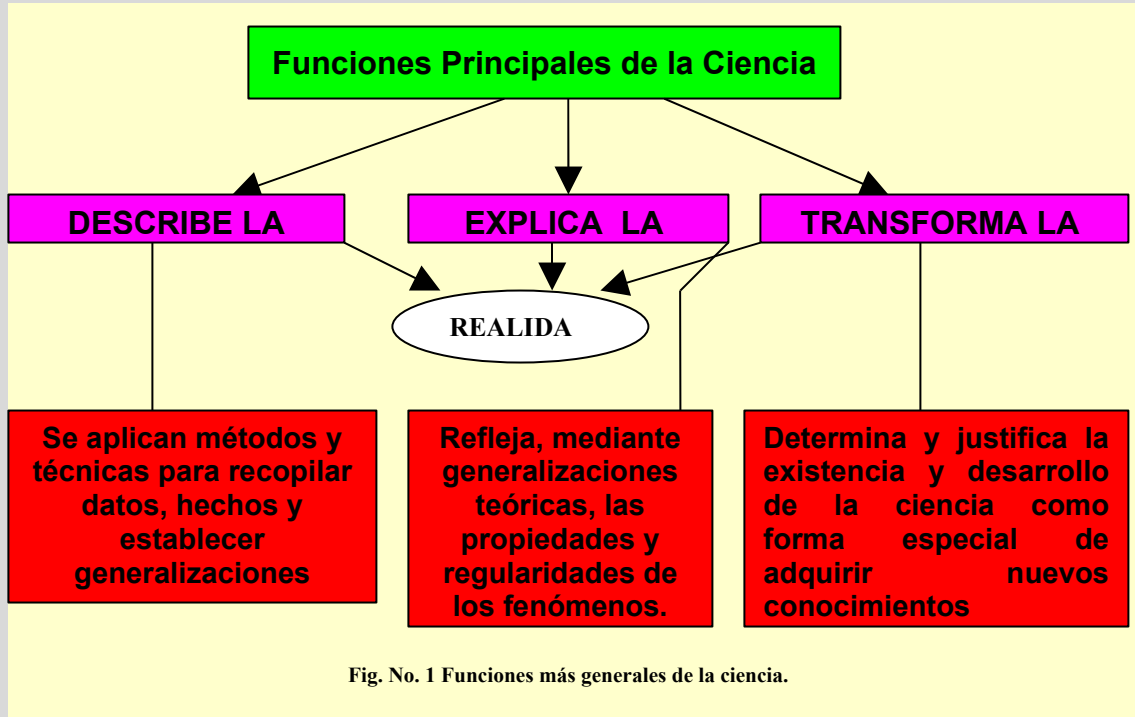 Funciones Principales de la Ciencia
DESCRIBE LA
EXPLICA LA
TRANSFORMA LA
REALIDA
Se aplican métodos y
técnicas para recopilar
datos, hechos y
establecer
generalizaciones
Refleja, mediante
generalizaciones
teóricas, las
propiedades y
regularidades de
los fenómenos.
Determina y justifica la
existencia y desarrollo
de la ciencia como
forma especial de
adquirir nuevos
conocimientos
Fig. No. 1 Funciones más generales de la ciencia.